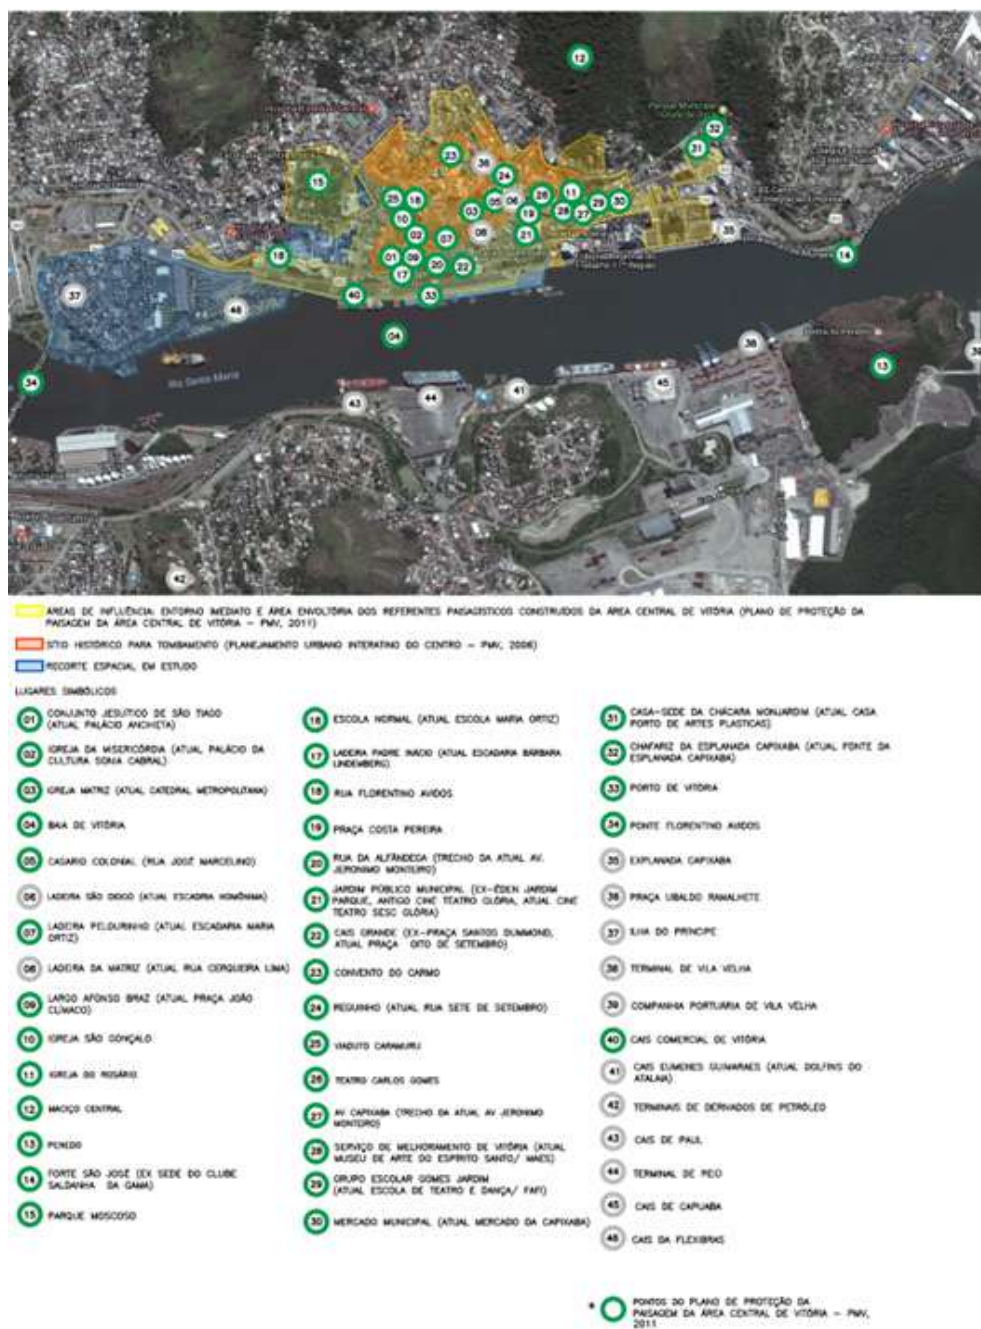 Rio Santa Maria
ÁREAS DE INFLUÊNCIA: ENTORNO IMEDIATO E ÁREA ENVOLTÓRIA DOS REFERENTES PAISAGÍSTICOS CONSTRUÍDOS DA ÁREA CENTRAL DE VITÓRIA (PLANO DE PROTEÇÃO DA
PAISAGEM DA ÁREA CENTRAL DE VITÓRIA – PMV, 2011)
SÍTIO HISTÓRICO PARA TOMBAMENTO (PLANEJAMENTO URBANO INTERATINO DO CENTRO – PMV, 2006)
RECORTE ESPACIAL EM ESTUDO
LUGARES SIMBÓLICOS
01 CONJUNTO JESUÍTICO DE SÃO TIAGO
(ATUAL PALÁCIO ANCHIETA)
02 IGREJA DA MISERICÓRDIA (ATUAL PALÁCIO DA
CULTURA SONIA CABRAL)
03 IGREJA MATRIZ (ATUAL CATEDRAL METROPOLITANA)
04 BAIA DE VITÓRIA
05 CASARIO COLONIAL (RUA JOSÉ MARCELINO)
06 LADEIRA SÃO DIOGO (ATUAL ESCADRIA HOMÔNIMA)
07 LADEIRA PELOURINHO (ATUAL ESCADARIA MARIA
ORTIZ)
08 LADEIRA DA MATRIZ (ATUAL RUA CERQUEIRA LIMA)
09 LARGO AFONSO BRAZ (ATUAL PRAÇA JOÃO
CLÍMACO)
10 IGREJA SÃO GONÇALO
11 IGREJA DO ROSÁRIO
12 MACIÇO CENTRAL
13 PENEDO
14 FORTE SÃO JOSÉ (EX SEDE DO CLUBE
SALDANHA DA GAMA)
15 PARQUE MOSCOSO
16 ESCOLA NORMAL (ATUAL ESCOLA MARIA ORTIZ)
17 LADEIRA PADRE INÁCIO (ATUAL ESCADARIA BÁRBARA
LINDEMBERG)
18 RUA FLORENTINO AVIDOS
19 PRAÇA COSTA PEREIRA
20 RUA DA ALFÂNDEGA (TRECHO DA ATUAL AV.
JERONIMO MONTEIRO)
21 JARDIM PÚBLICO MUNICIPAL (EX-ÉDEN JARDIM
PARQUE, ANTIGO CINE TEATRO GLÓRIA, ATUAL CINE
TEATRO SESC GLÓRIA)
22 CAIS GRANDE (EX-PRAÇA SANTOS DUMMOND,
ATUAL PRAÇA OITO DE SETEMBRO)
23 CONVENTO DO CARMO
24 REGUINHO (ATUAL RUA SETE DE SETEMBRO)
25 VIADUTO CARAMURU
26 TEATRO CARLOS GOMES
27 AV CAPIXABA (TRECHO DA ATUAL AV JERONIMO
MONTEIRO)
28 SERVIÇO DE MELHORAMENTO DE VITÓRIA (ATUAL
MUSEU DE ARTE DO ESPÍRITO SANTO/ MAES)
29 GRUPO ESCOLAR GOMES JARDIM
(ATUAL ESCOLA DE TEATRO E DANÇA/ FAFI)
30 MERCADO MUNICIPAL (ATUAL MERCADO DA CAPIXABA)
31 CASA-SEDE DA CHÁCARA MONJARDIM (ATUAL CASA
PORTO DE ARTES PLASTICAS)
32 CHAFARIZ DA ESPLANADA CAPIXABA (ATUAL FONTE DA
ESPLANADA CAPIXABA)
33 PORTO DE VITÓRIA
34 PONTE FLORENTINO AVIDOS
35 EXPLANADA CAPIXABA
36 PRAÇA UBALDO RAMALHETE
37 ILHA DO PRÍNCIPE
38 TERMINAL DE VILA VELHA
39 COMPANHIA PORTUÁRIA DE VILA VELHA
40 CAIS COMERCIAL DE VITÓRIA
41 CAIS EUMENES GUIMARAES (ATUAL DOLFINS DO
ATALAIA)
42 TERMINAIS DE DERIVADOS DE PETRÓLEO
43 CAIS DE PAUL
44 TERMINAL DE PEIÚ
45 CAIS DE CAPUABA
46 CAIS DA FLEXIBRAS
* PONTOS DO PLANO DE PROTEÇÃO DA
PAISAGEM DA ÁREA CENTRAL DE VITÓRIA – PMV,
2011